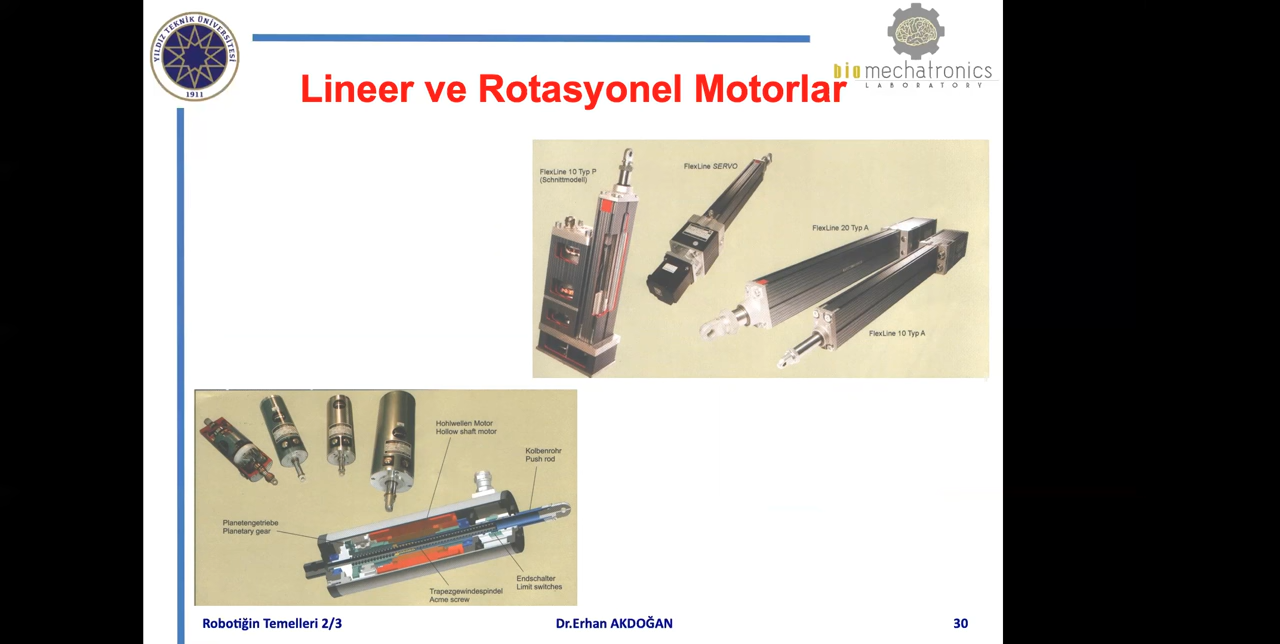 YILDIZ TEKNİK ÜNİVERSİTESİ
1911
biomechatronics
LABORATORY
Lineer ve Rotasyonel Motorlar
FlexLine 10 Typ P
(Schnittmodell)
FlexLine SERVO
FlexLine 20 Typ A
FlexLine 10 Typ A
Hohlwellen Motor
Hollow shaft motor
Kolbenrohr
Push rod
Planetengetriebe
Planetary gear
Endschalter
Limit switches
Trapezgewindespindel
Acme screw
Robotiğin Temelleri 2/3
Dr.Erhan AKDOĞAN
30